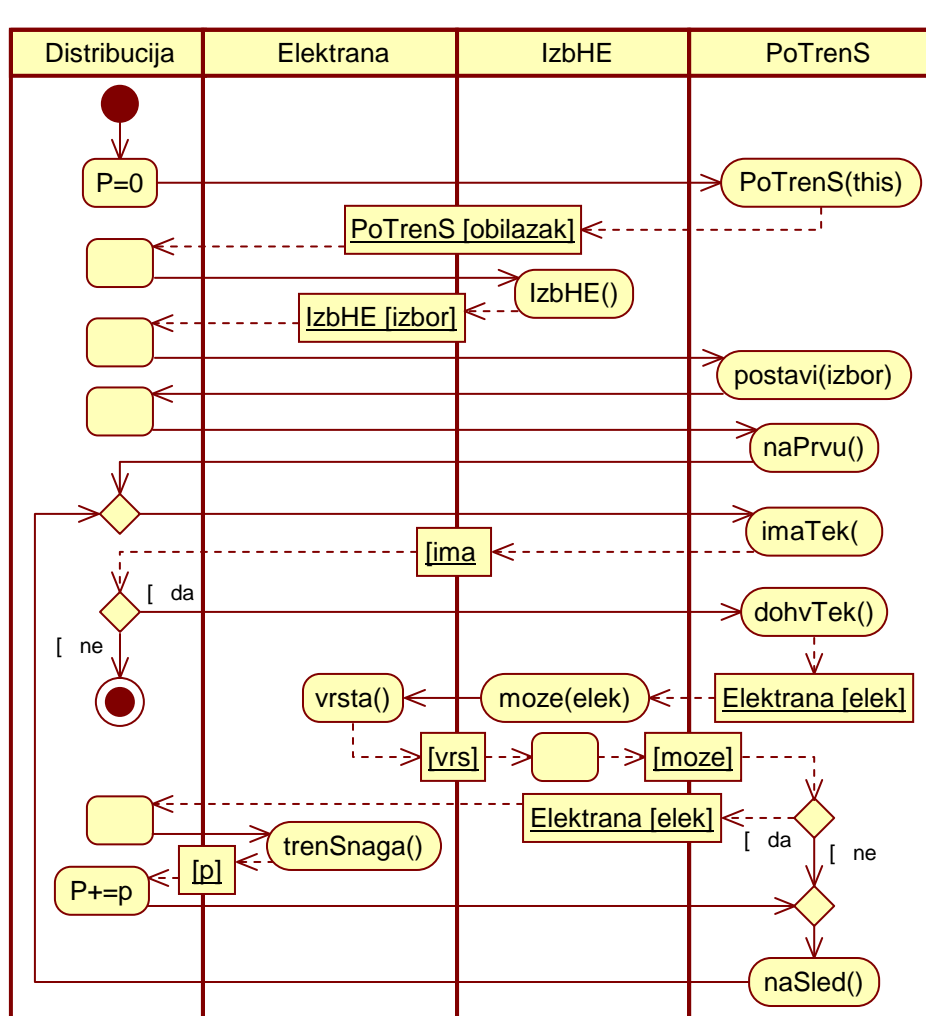 Distribucija Elektrana IzbHE PoTrenS
P=0 PoTrenS(this)
PoTrenS [obilazak]
IzbHE()
IzbHE [izbor]
postavi(izbor)
naPrvu()
imaTek(
[ima
[ da
dohvTek()
[ ne
vrsta() moze(elek) Elektrana [elek]
[vrs] [moze]
Elektrana [elek]
[ da
[ ne
trenSnaga()
[p]
P+=p
naSled()